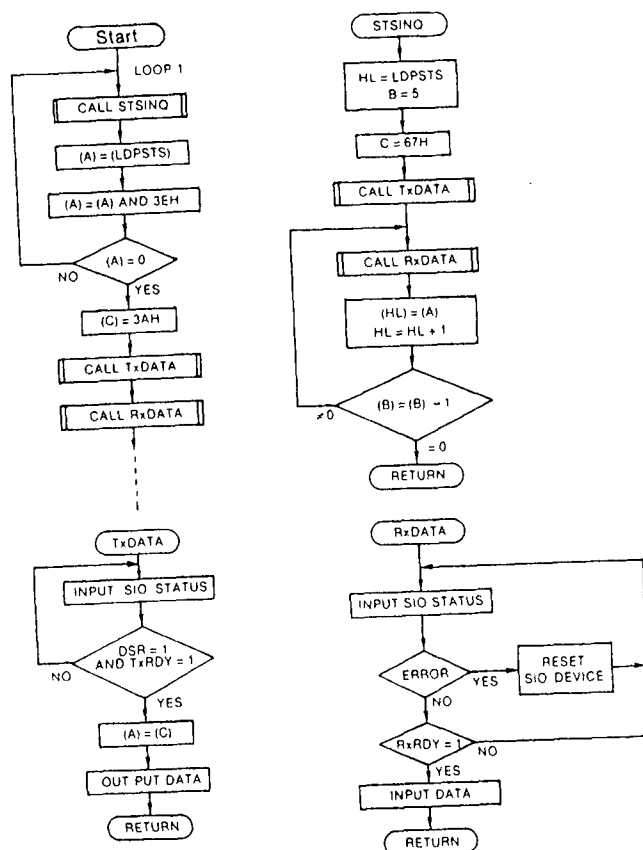 Start
LOOP 1
CALL STSINQ
(A) = (LDPSTS)
(A) = (A) AND 3EH
(A) = 0
NO
YES
(C) = 3AH
CALL TxDATA
CALL RxDATA
STSINQ
HL = LDPSTS
B = 5
C = 67H
CALL TxDATA
CALL RxDATA
(HL) = (A)
HL = HL + 1
(B) = (B) - 1
≠0
= 0
RETURN
TxDATA
INPUT SIO STATUS
DSR = 1
AND TxRDY = 1
NO
YES
(A) = (C)
OUT PUT DATA
RETURN
RxDATA
INPUT SIO STATUS
ERROR
YES
RESET
SIO DEVICE
NO
RxRDY = 1
NO
YES
INPUT DATA
RETURN